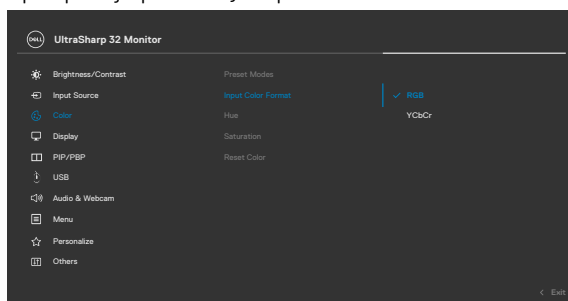 DELL
UltraSharp 32 Monitor
Brightness/Contrast
Preset Modes
Input Source
Input Color Format
RGB
Color
Hue
YCbCr
Display
Saturation
PIP/PBP
Reset Color
USB
Audio & Webcam
Menu
Personalize
Others
Exit